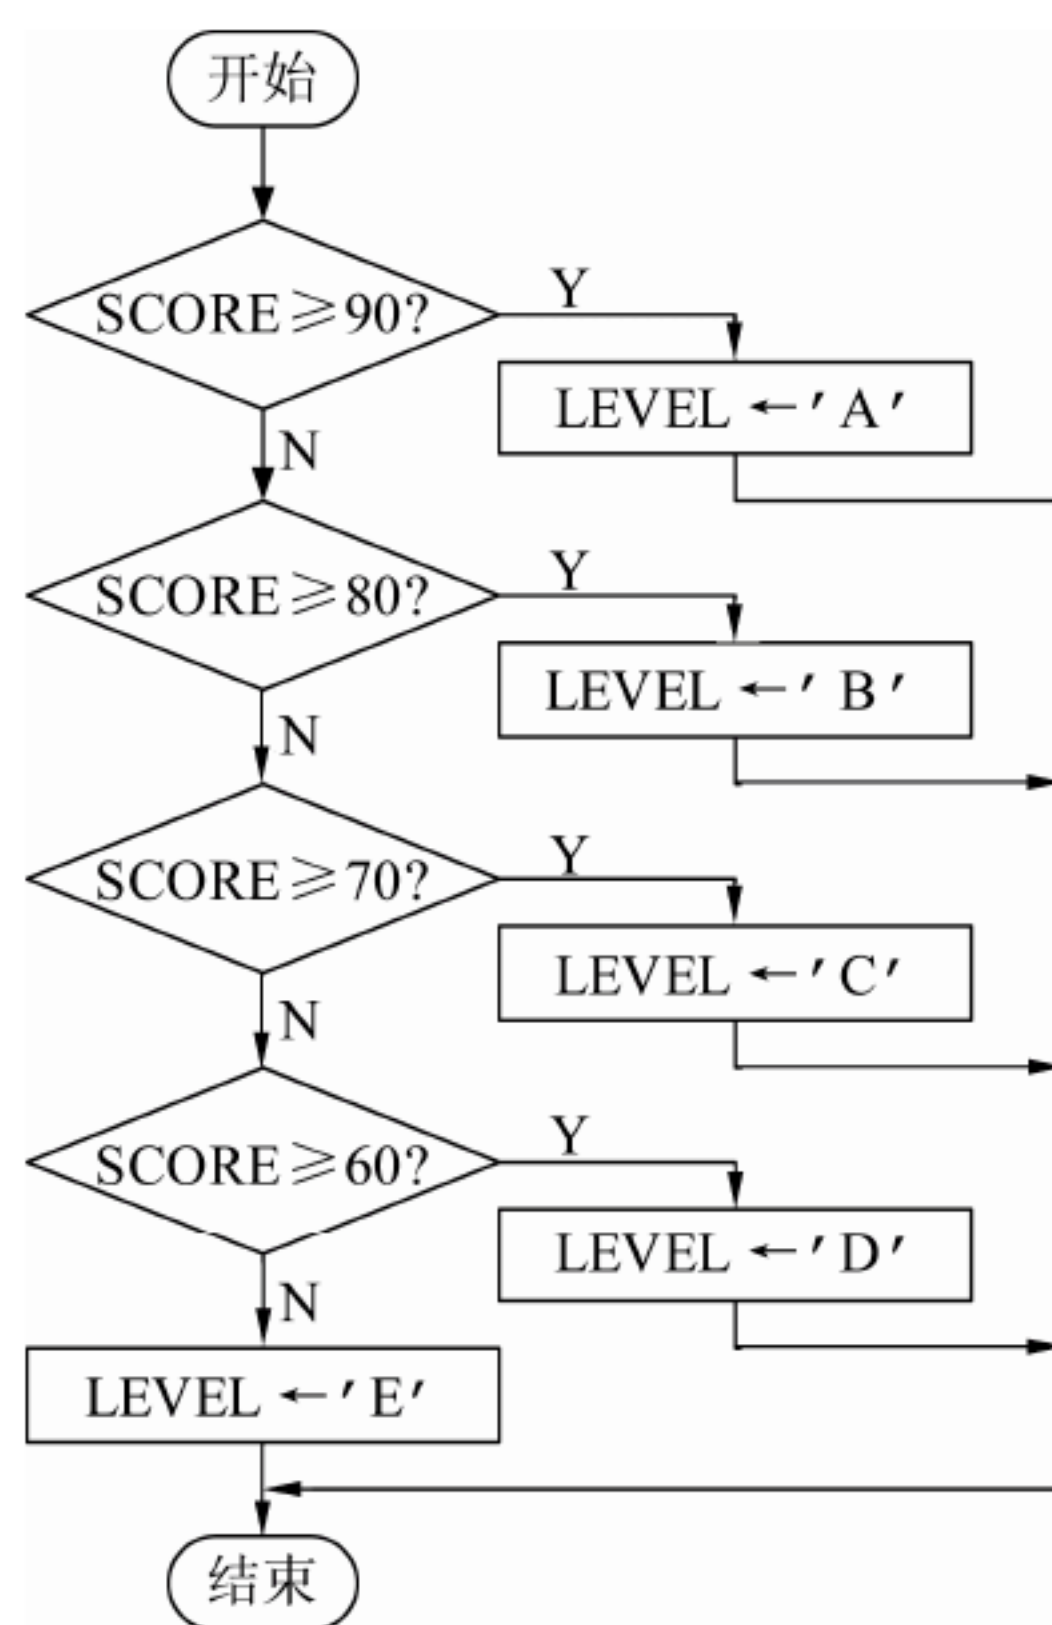 开始
SCORE≥90?
Y
LEVEL ←'A'
N
SCORE≥80?
Y
LEVEL ←'B'
N
SCORE≥70?
Y
LEVEL ←'C'
N
SCORE≥60?
Y
LEVEL ←'D'
N
LEVEL ←'E'
结束